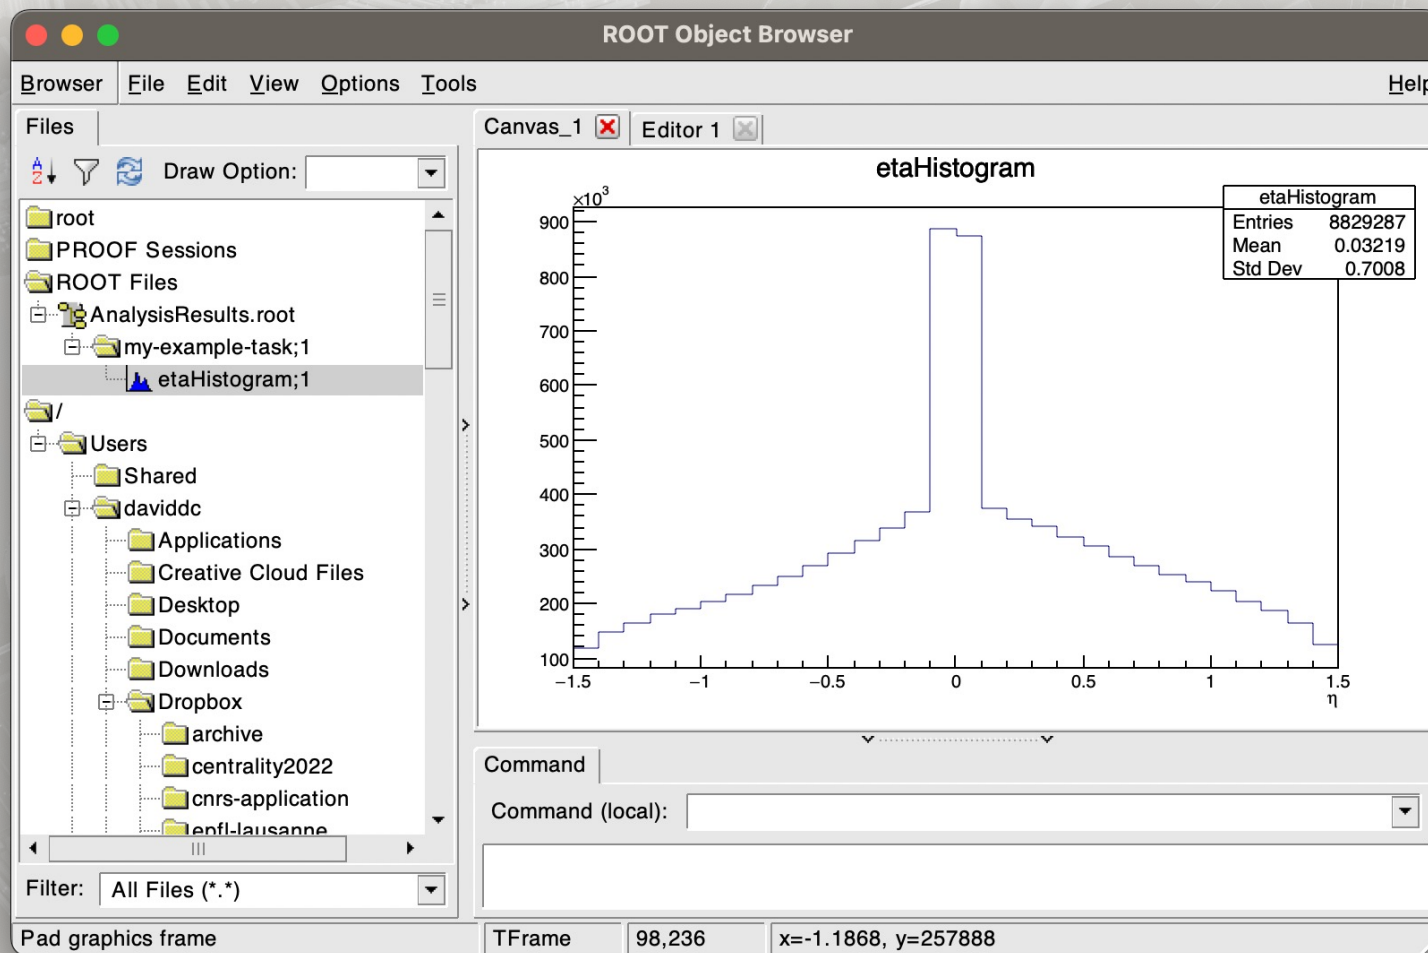 ROOT Object Browser
Browser File Edit View Options Tools Help
Files
Draw Option:
root
PROOF Sessions
ROOT Files
AnalysisResults.root
my-example-task;1
etaHistogram;1
/
Users
Shared
daviddc
Applications
Creative Cloud Files
Desktop
Documents
Downloads
Dropbox
archive
centrality2022
cnrs-application
epfl-lausanne
Filter: All Files (*.*)
Canvas_1 Editor 1
etaHistogram
×10³
900
800
700
600
500
400
300
200
100
−1.5 −1 −0.5 0 0.5 1 1.5
η
etaHistogram
Entries 8829287
Mean 0.03219
Std Dev 0.7008
Command
Command (local):
Pad graphics frame TFrame 98,236 x=-1.1868, y=257888